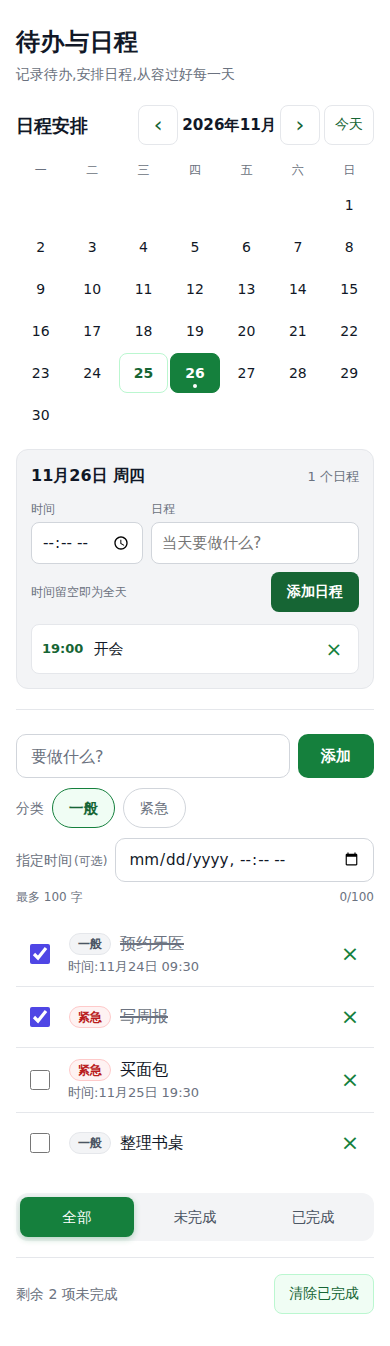 待办与日程
记录待办,安排日程,从容过好每一天
日程安排 ‹ 2026年11月 › 今天
一 二 三 四 五 六 日
1
2 3 4 5 6 7 8
9 10 11 12 13 14 15
16 17 18 19 20 21 22
23 24 25 26 27 28 29
30
11月26日 周四 1 个日程
时间 日程
--:-- -- 当天要做什么?
时间留空即为全天 添加日程
19:00 开会 ×
要做什么? 添加
分类 一般 紧急
指定时间(可选) mm/dd/yyyy, --:-- --
最多 100 字 0/100
一般 预约牙医 ×
时间:11月24日 09:30
紧急 写周报 ×
紧急 买面包 ×
时间:11月25日 19:30
一般 整理书桌 ×
全部 未完成 已完成
剩余 2 项未完成 清除已完成